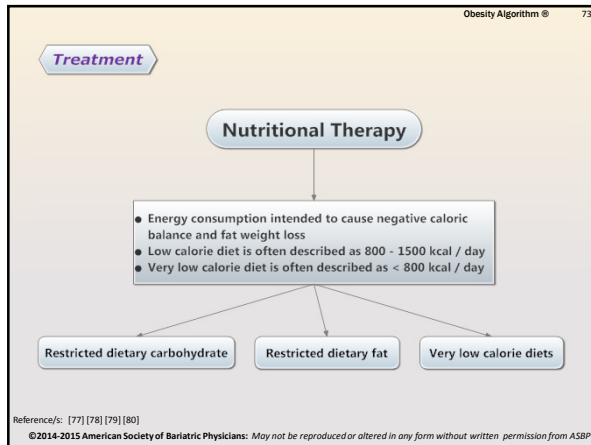 Obesity Algorithm ® 73
Treatment
Nutritional Therapy
● Energy consumption intended to cause negative caloric
balance and fat weight loss
● Low calorie diet is often described as 800 - 1500 kcal / day
● Very low calorie diet is often described as < 800 kcal / day
Restricted dietary carbohydrate Restricted dietary fat Very low calorie diets
Reference/s: [77] [78] [79] [80]
©2014-2015 American Society of Bariatric Physicians: May not be reproduced or altered in any form without written permission from ASBP